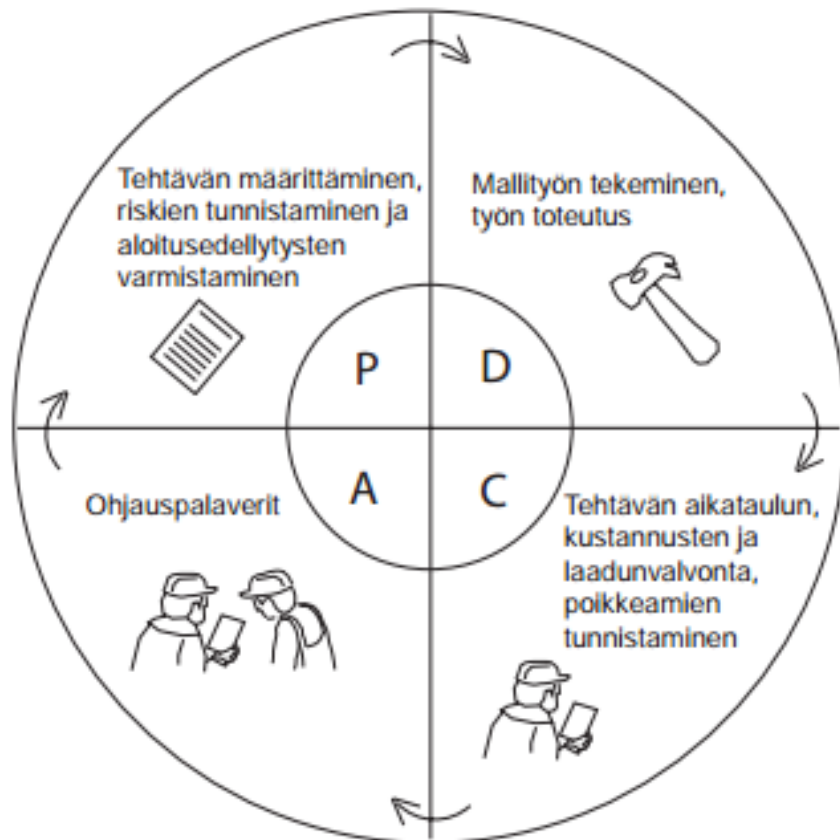 Tehtävän määrittäminen,
riskien tunnistaminen ja
aloitusedellytysten
varmistaminen
Mallityön tekeminen,
työn toteutus
P
D
A
C
Ohjauspalaverit
Tehtävän aikataulun,
kustannusten ja
laadunvalvonta,
poikkeamien
tunnistaminen